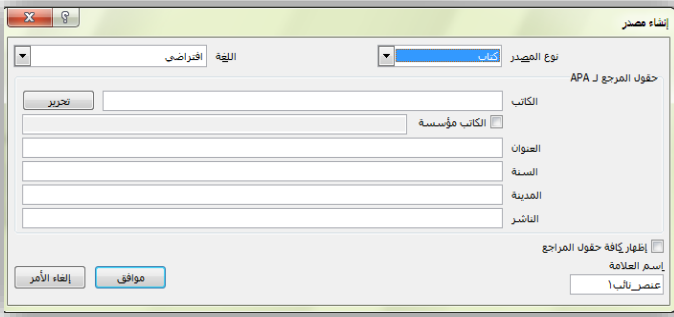 إنشاء مصدر
نوع المصدر كتاب اللغة افتراضي
حقول المرجع لـ APA
الكاتب تحرير
الكاتب مؤسسة
العنوان
السنة
المدينة
الناشر
إظهار كافة حقول المراجع
إسم العلامة
عنصر_نائب١ موافق إلغاء الأمر